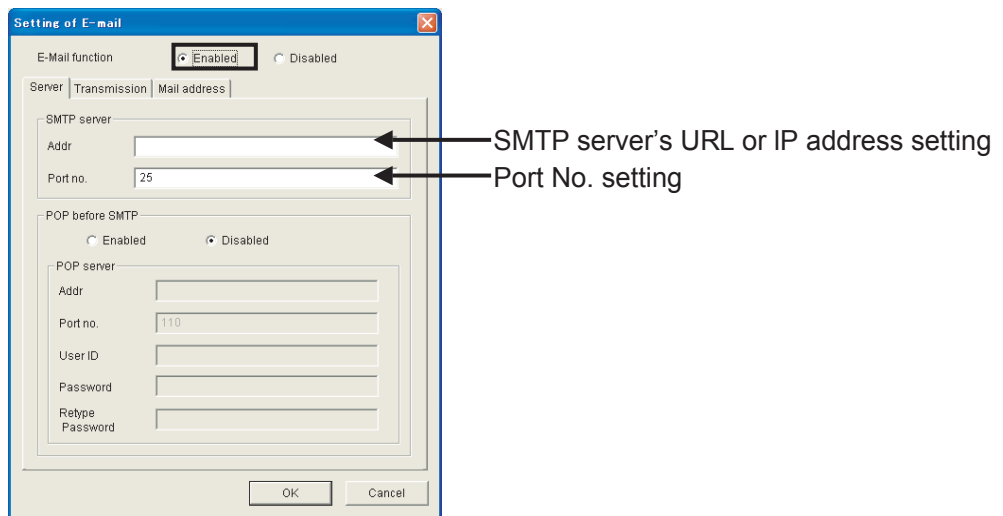 Setting of E-mail
E-Mail function Enabled Disabled
Server Transmission Mail address
SMTP server
Addr SMTP server’s URL or IP address setting
Port no. 25 Port No. setting
POP before SMTP
Enabled Disabled
POP server
Addr
Port no. 110
User ID
Password
Retype
Password
OK Cancel